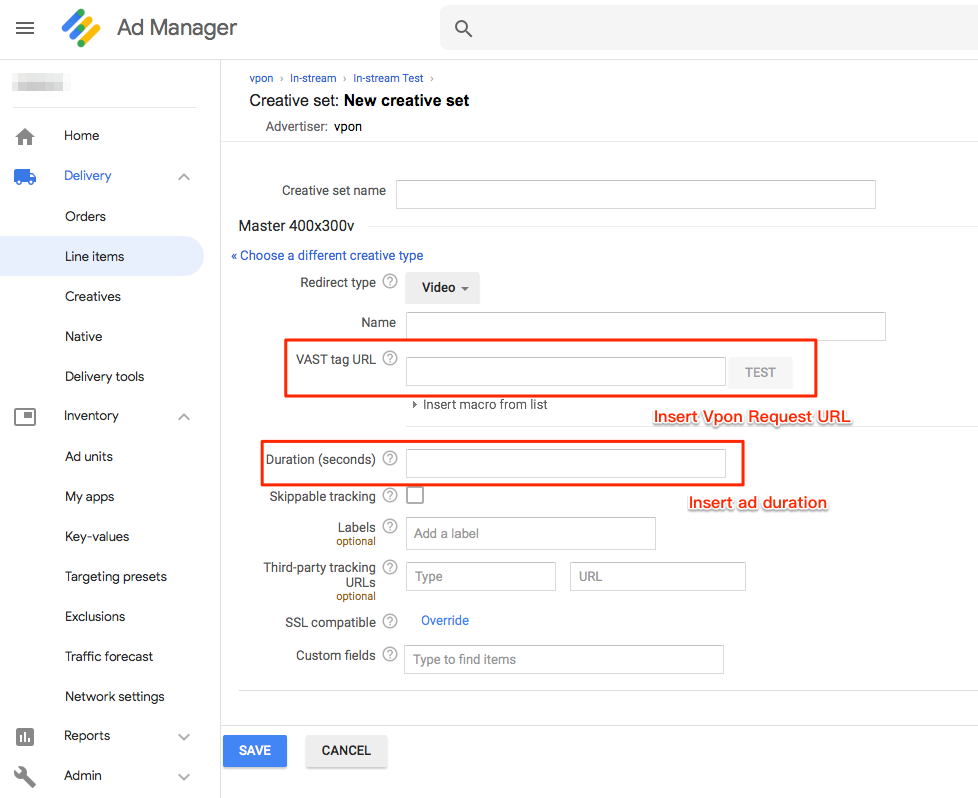 Ad Manager
vpon › In-stream › In-stream Test ›
Creative set: New creative set
Advertiser: vpon
Home
Delivery
Orders
Line items
Creatives
Native
Delivery tools
Inventory
Ad units
My apps
Key-values
Targeting presets
Exclusions
Traffic forecast
Network settings
Reports
Admin
Creative set name
Master 400x300v
« Choose a different creative type
Redirect type ? Video
Name
VAST tag URL ? TEST
Insert macro from list
Insert Vpon Request URL
Duration (seconds) ?
Insert ad duration
Skippable tracking ?
Labels ? Add a label
optional
Third-party tracking ? Type URL
URLs
optional
SSL compatible ? Override
Custom fields ? Type to find items
SAVE CANCEL